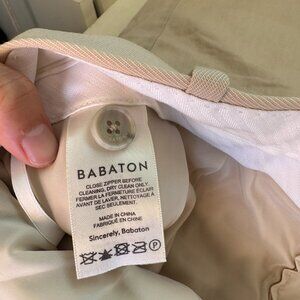 BABATON
CLOSE ZIPPER BEFORE
CLEANING, DRY CLEAN ONLY
FERMER LA FERMETURE ÉCLAIR
AVANT DE LAVER, NETTOYAGE À
SEC SEULEMENT.
MADE IN CHINA
FABRIQUÉ EN CHINE
Sincerely, Babaton
P